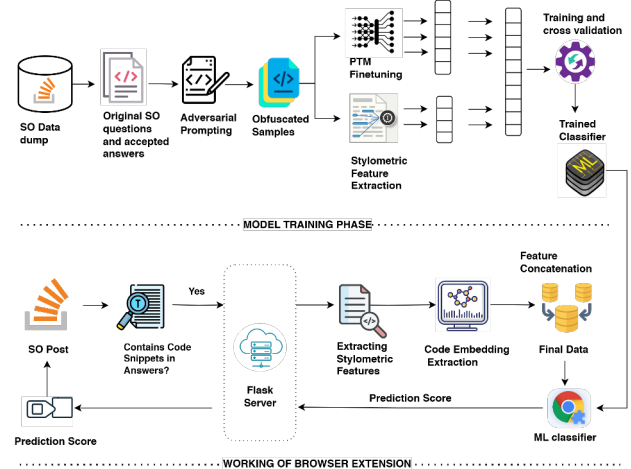 SO Data
dump
Original SO
questions
and accepted
answers
Adversarial
Prompting
Obfuscated
Samples
PTM
Finetuning
Stylometric
Feature
Extraction
Training and
cross validation
Trained
Classifier
ML
MODEL TRAINING PHASE
SO Post
T
Contains Code
Snippets in
Answers?
Yes
Flask
Server
Extracting
Stylometric
Features
Code Embedding
Extraction
Feature
Concatenation
Final Data
ML classifier
Prediction Score
Prediction Score
WORKING OF BROWSER EXTENSION